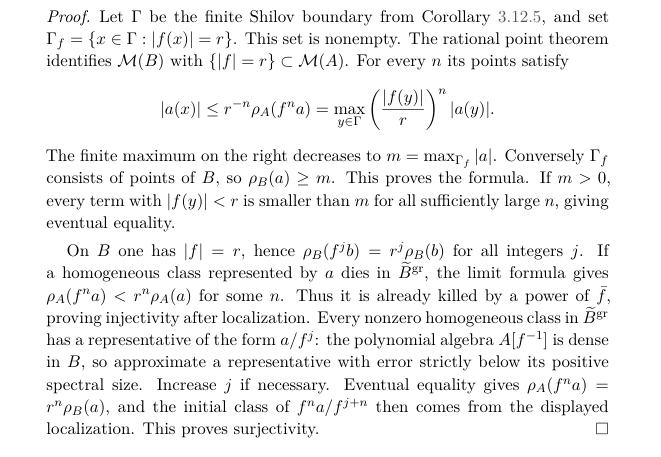 Proof. Let Γ be the finite Shilov boundary from Corollary 3.12.5, and set
Γ_f = {x ∈ Γ : |f(x)| = r}. This set is nonempty. The rational point theorem
identifies ℳ(B) with {|f| = r} ⊂ ℳ(A). For every n its points satisfy
|a(x)| ≤ r^{-n}ρ_A(f^n a) = max_{y∈Γ} (|f(y)|/r)^n |a(y)|.
The finite maximum on the right decreases to m = max_{Γ_f} |a|. Conversely Γ_f
consists of points of B, so ρ_B(a) ≥ m. This proves the formula. If m > 0,
every term with |f(y)| < r is smaller than m for all sufficiently large n, giving
eventual equality.
On B one has |f| = r, hence ρ_B(f^j b) = r^j ρ_B(b) for all integers j. If
a homogeneous class represented by a dies in B̃^gr, the limit formula gives
ρ_A(f^n a) < r^n ρ_A(a) for some n. Thus it is already killed by a power of f̄,
proving injectivity after localization. Every nonzero homogeneous class in B̃^gr
has a representative of the form a/f^j: the polynomial algebra A[f^{-1}] is dense
in B, so approximate a representative with error strictly below its positive
spectral size. Increase j if necessary. Eventual equality gives ρ_A(f^n a) =
r^n ρ_B(a), and the initial class of f^n a/f^{j+n} then comes from the displayed
localization. This proves surjectivity. □